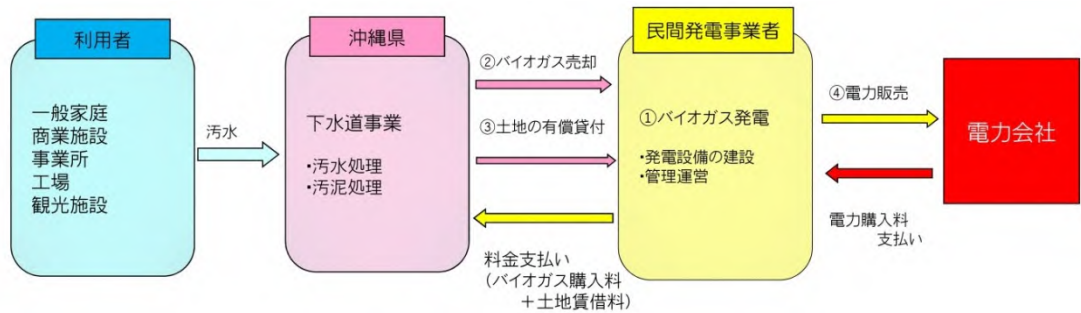 利用者
一般家庭
商業施設
事業所
工場
観光施設
汚水
沖縄県
下水道事業
・汚水処理
・汚泥処理
②バイオガス売却
③土地の有償貸付
料金支払い
(バイオガス購入料
＋土地賃借料)
民間発電事業者
①バイオガス発電
・発電設備の建設
・管理運営
④電力販売
電力購入料
支払い
電力会社